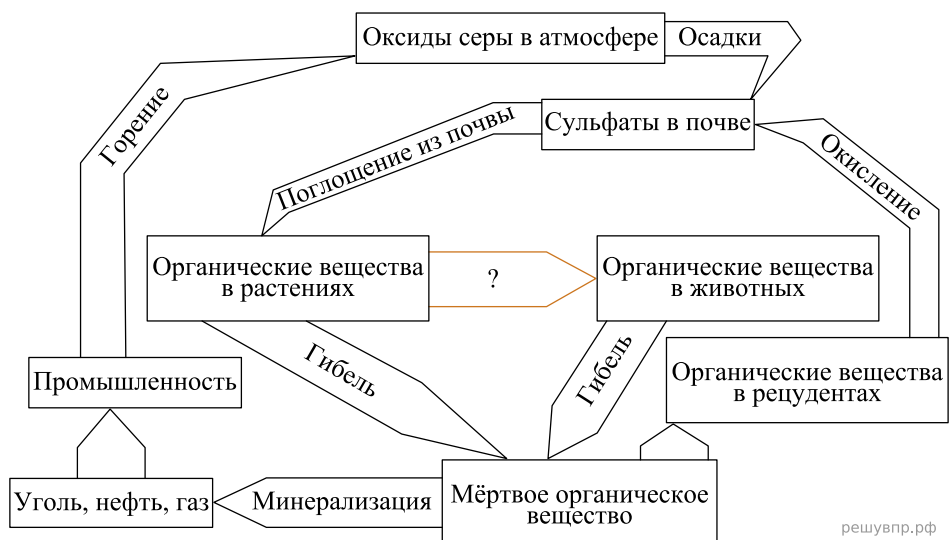 Оксиды серы в атмосфере
Осадки
Горение
Поглощение из почвы
Сульфаты в почве
Окисление
Органические вещества
в растениях
?
Органические вещества
в животных
Гибель
Гибель
Промышленность
Органические вещества
в рецудентах
Уголь, нефть, газ
Минерализация
Мёртвое органическое
вещество
решувпр.рф